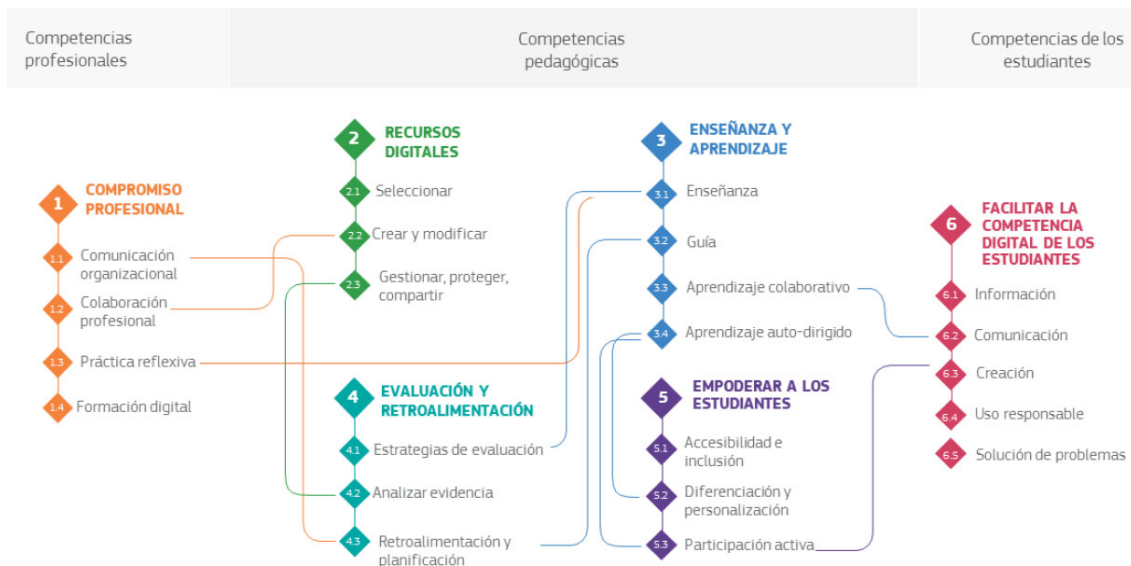 Competencias
profesionales
Competencias
pedagógicas
Competencias de los
estudiantes
1
COMPROMISO
PROFESIONAL
1.1
Comunicación
organizacional
1.2
Colaboración
profesional
1.3
Práctica reflexiva
1.4
Formación digital
2
RECURSOS
DIGITALES
2.1
Seleccionar
2.2
Crear y modificar
2.3
Gestionar, proteger,
compartir
3
ENSEÑANZA Y
APRENDIZAJE
3.1
Enseñanza
3.2
Guía
3.3
Aprendizaje colaborativo
3.4
Aprendizaje auto-dirigido
4
EVALUACIÓN Y
RETROALIMENTACIÓN
4.1
Estrategias de evaluación
4.2
Analizar evidencia
4.3
Retroalimentación y
planificación
5
EMPODERAR A LOS
ESTUDIANTES
5.1
Accesibilidad e
inclusión
5.2
Diferenciación y
personalización
5.3
Participación activa
6
FACILITAR LA
COMPETENCIA
DIGITAL DE LOS
ESTUDIANTES
6.1
Información
6.2
Comunicación
6.3
Creación
6.4
Uso responsable
6.5
Solución de problemas